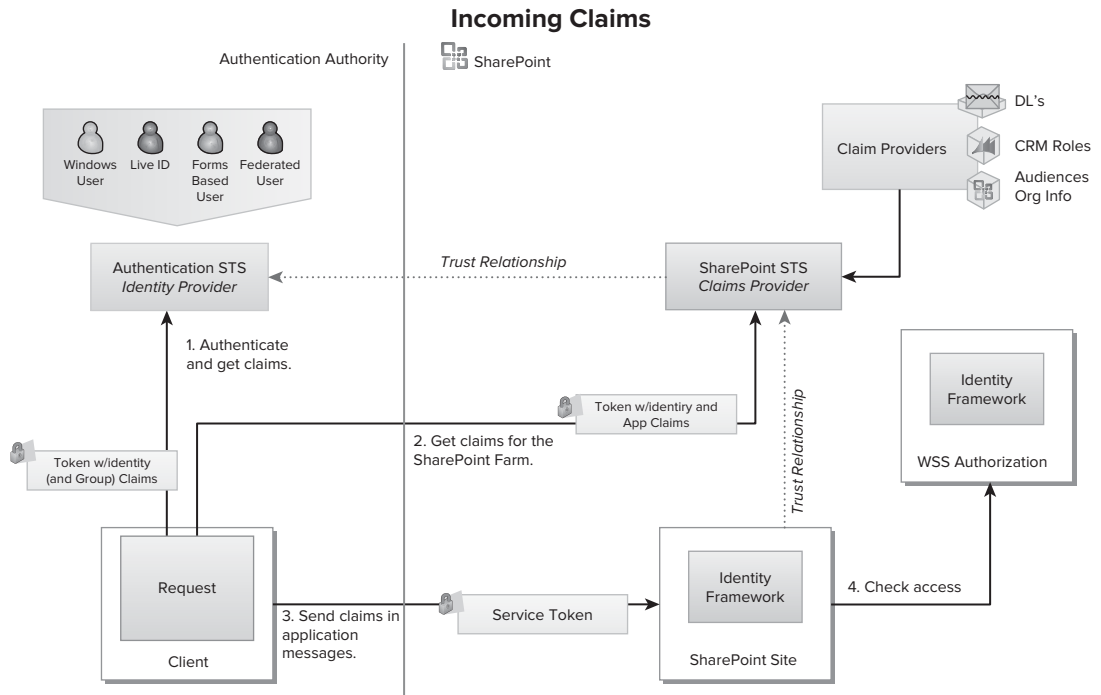 Incoming Claims
Authentication Authority
SharePoint
Windows
User
Live ID
Forms
Based
User
Federated
User
Claim Providers
DL's
CRM Roles
Audiences
Org Info
Authentication STS
Identity Provider
Trust Relationship
SharePoint STS
Claims Provider
1. Authenticate
and get claims.
Token w/identity
(and Group) Claims
Token w/identiry and
App Claims
2. Get claims for the
SharePoint Farm.
Trust Relationship
Identity
Framework
WSS Authorization
Request
Client
3. Send claims in
application
messages.
Service Token
Identity
Framework
SharePoint Site
4. Check access